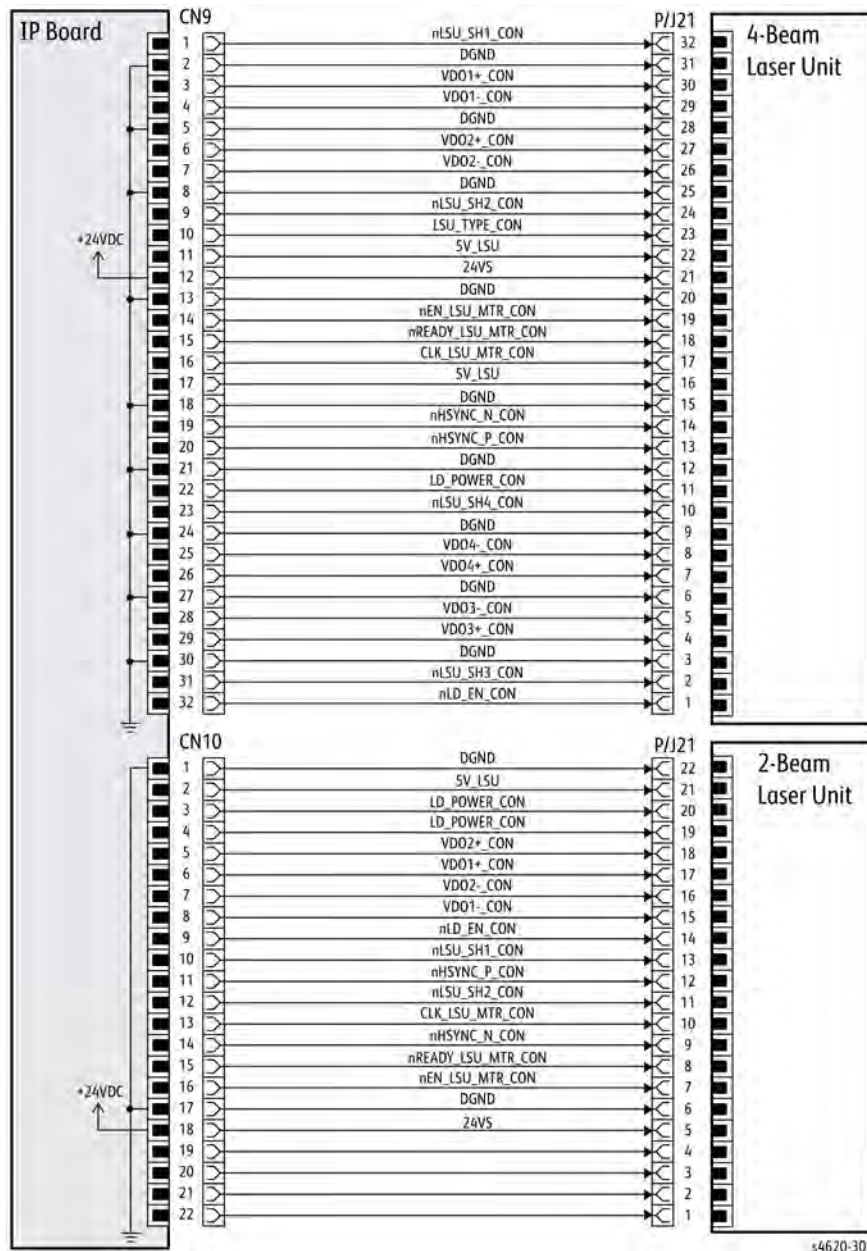 IP Board
CN9
P/J21
4-Beam
Laser Unit
1 nLSU_SH1_CON 32
2 DGND 31
3 VDO1+_CON 30
4 VDO1-_CON 29
5 DGND 28
6 VDO2+_CON 27
7 VDO2-_CON 26
8 DGND 25
9 nLSU_SH2_CON 24
10 LSU_TYPE_CON 23
+24VDC
11 5V_LSU 22
12 24VS 21
13 DGND 20
14 nEN_LSU_MTR_CON 19
15 nREADY_LSU_MTR_CON 18
16 CLK_LSU_MTR_CON 17
17 5V_LSU 16
18 DGND 15
19 nHSYNC_N_CON 14
20 nHSYNC_P_CON 13
21 DGND 12
22 LD_POWER_CON 11
23 nLSU_SH4_CON 10
24 DGND 9
25 VDO4-_CON 8
26 VDO4+_CON 7
27 DGND 6
28 VDO3-_CON 5
29 VDO3+_CON 4
30 DGND 3
31 nLSU_SH3_CON 2
32 nLD_EN_CON 1
CN10
P/J21
2-Beam
Laser Unit
1 DGND 22
2 5V_LSU 21
3 LD_POWER_CON 20
4 LD_POWER_CON 19
5 VDO2+_CON 18
6 VDO1+_CON 17
7 VDO2-_CON 16
8 VDO1-_CON 15
9 nLD_EN_CON 14
10 nLSU_SH1_CON 13
11 nHSYNC_P_CON 12
12 nLSU_SH2_CON 11
13 CLK_LSU_MTR_CON 10
14 nHSYNC_N_CON 9
15 nREADY_LSU_MTR_CON 8
16 nEN_LSU_MTR_CON 7
+24VDC
17 DGND 6
18 24VS 5
19 4
20 3
21 2
22 1
s4620-305